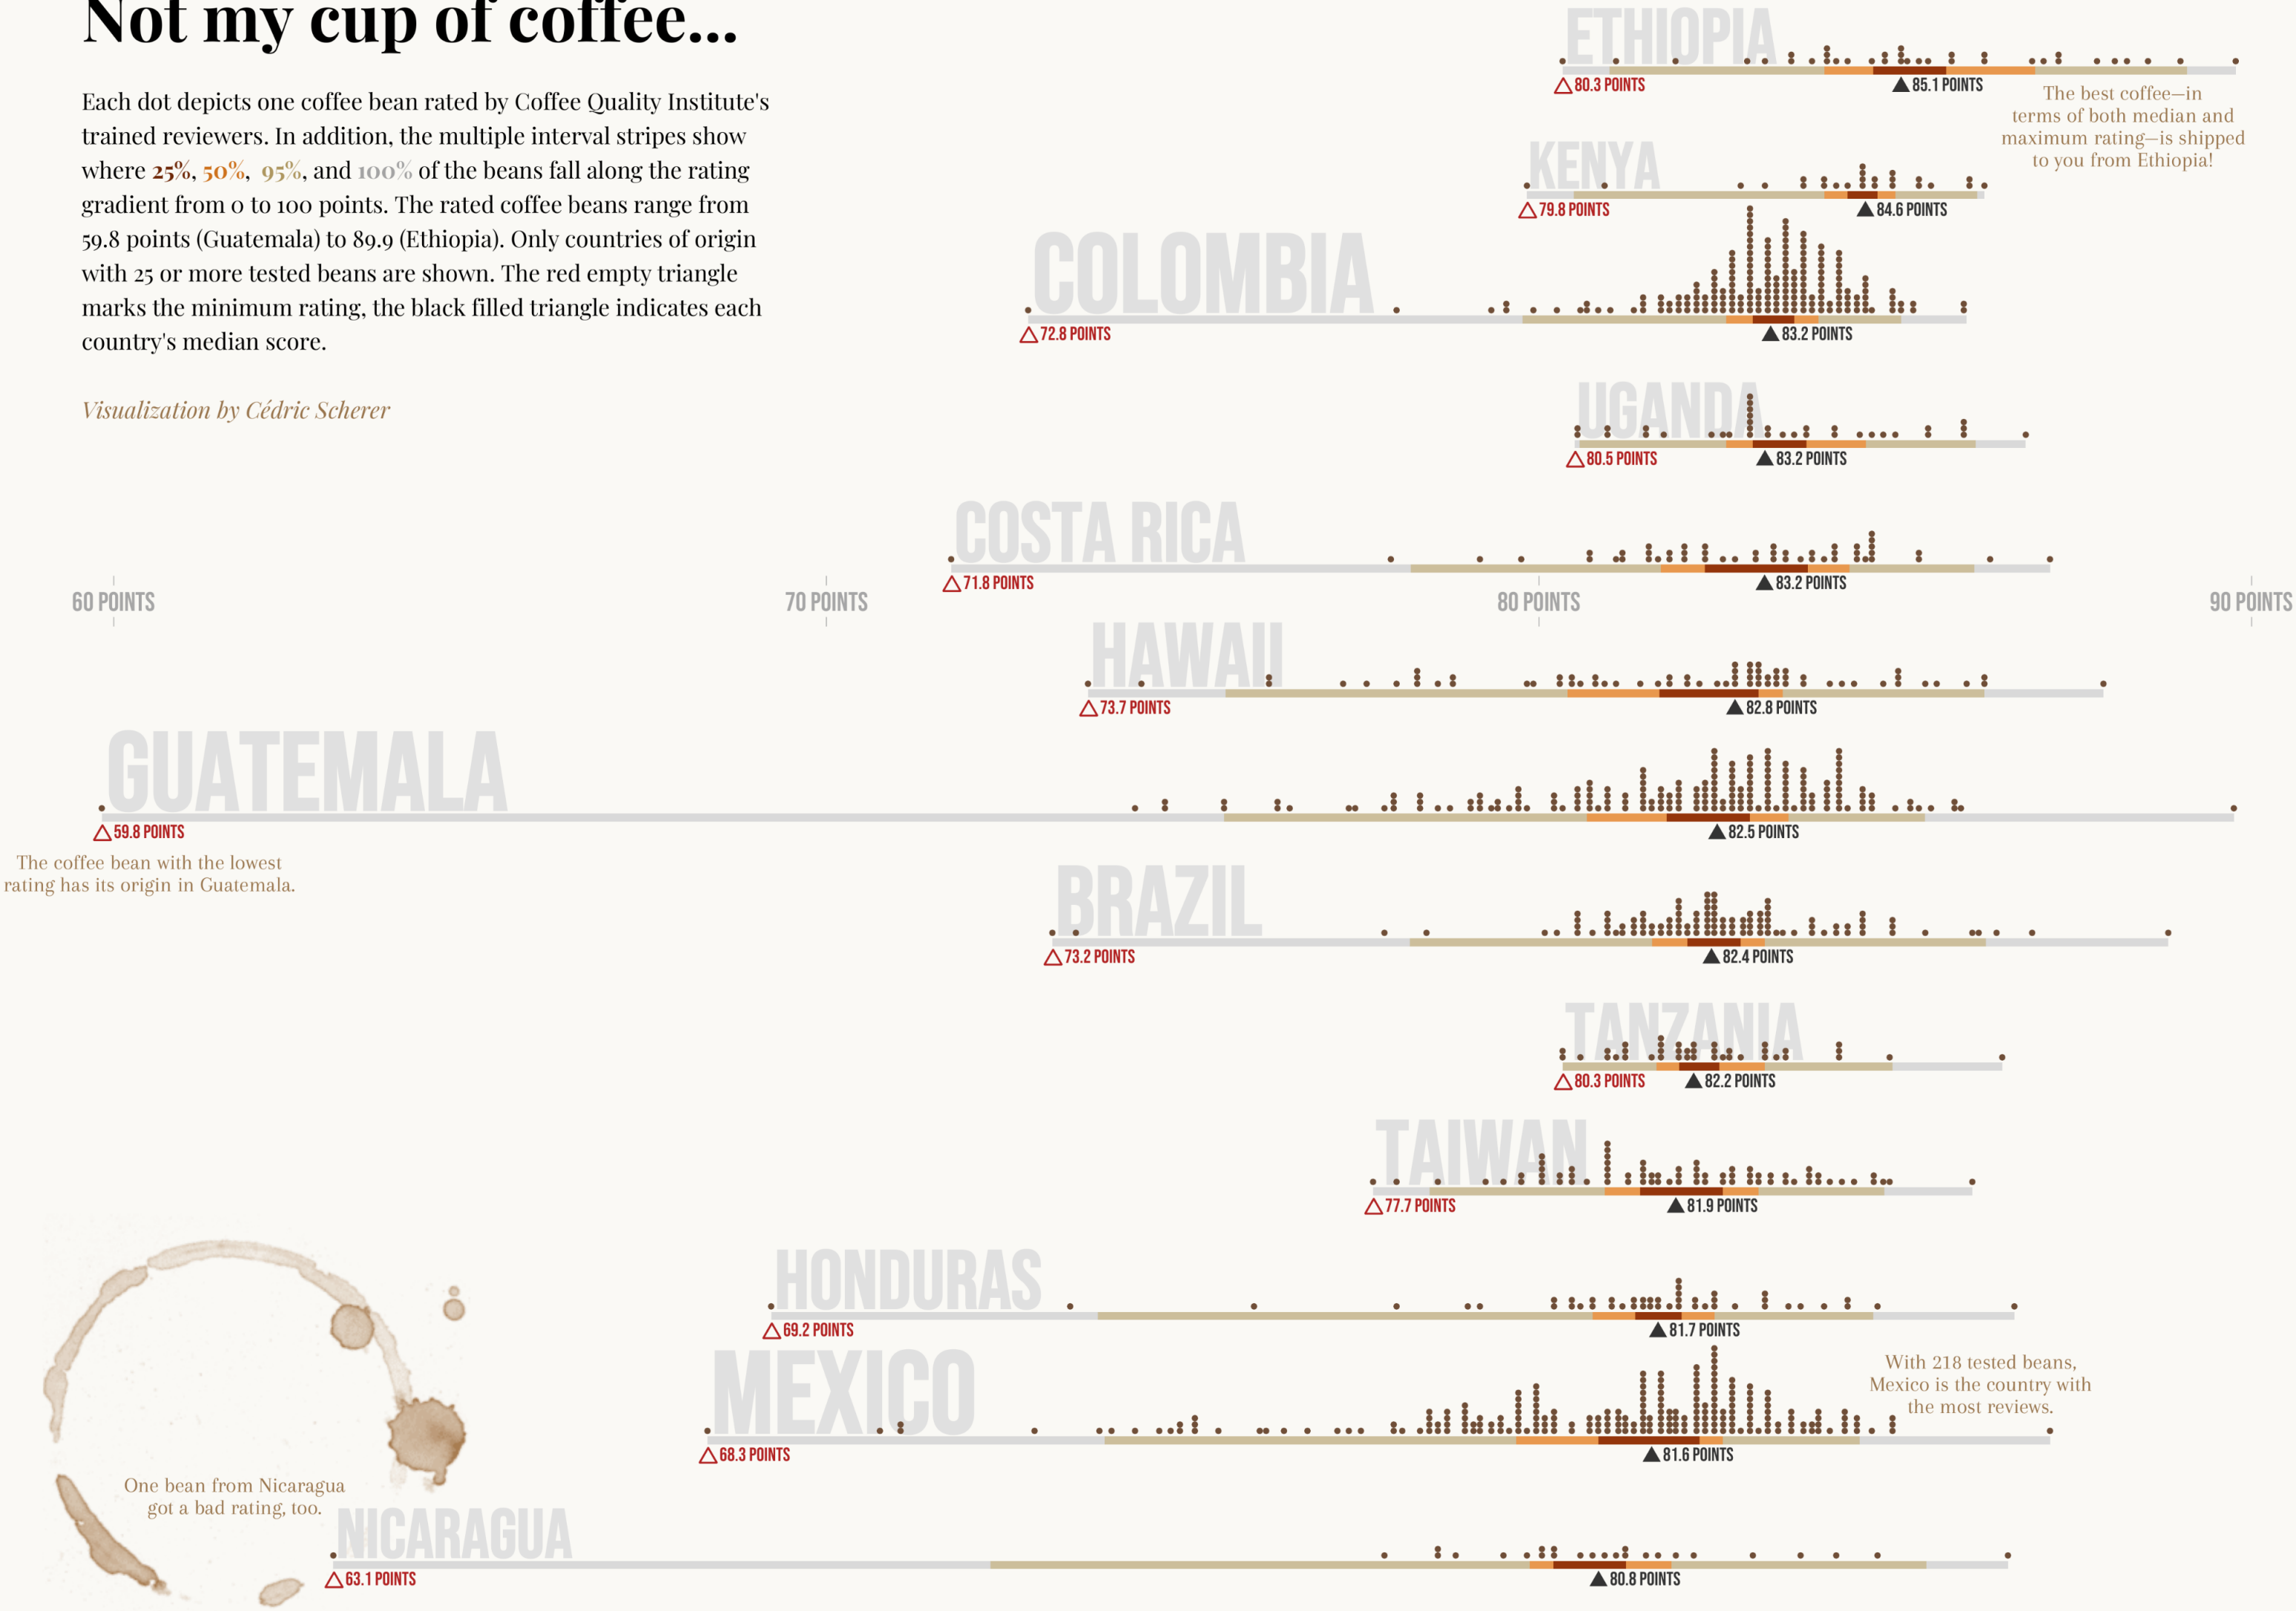 Not my cup of coffee...
Each dot depicts one coffee bean rated by Coffee Quality Institute's
trained reviewers. In addition, the multiple interval stripes show
where 25%, 50%, 95%, and 100% of the beans fall along the rating
gradient from 0 to 100 points. The rated coffee beans range from
59.8 points (Guatemala) to 89.9 (Ethiopia). Only countries of origin
with 25 or more tested beans are shown. The red empty triangle
marks the minimum rating, the black filled triangle indicates each
country's median score.
Visualization by Cédric Scherer
ETHIOPIA
80.3 POINTS
85.1 POINTS
The best coffee—in
terms of both median and
maximum rating—is shipped
to you from Ethiopia!
KENYA
79.8 POINTS
84.6 POINTS
COLOMBIA
72.8 POINTS
83.2 POINTS
UGANDA
80.5 POINTS
83.2 POINTS
COSTA RICA
71.8 POINTS
83.2 POINTS
60 POINTS
70 POINTS
80 POINTS
90 POINTS
HAWAII
73.7 POINTS
82.8 POINTS
GUATEMALA
59.8 POINTS
82.5 POINTS
The coffee bean with the lowest
rating has its origin in Guatemala.
BRAZIL
73.2 POINTS
82.4 POINTS
TANZANIA
80.3 POINTS
82.2 POINTS
TAIWAN
77.7 POINTS
81.9 POINTS
HONDURAS
69.2 POINTS
81.7 POINTS
MEXICO
68.3 POINTS
81.6 POINTS
With 218 tested beans,
Mexico is the country with
the most reviews.
One bean from Nicaragua
got a bad rating, too.
NICARAGUA
63.1 POINTS
80.8 POINTS